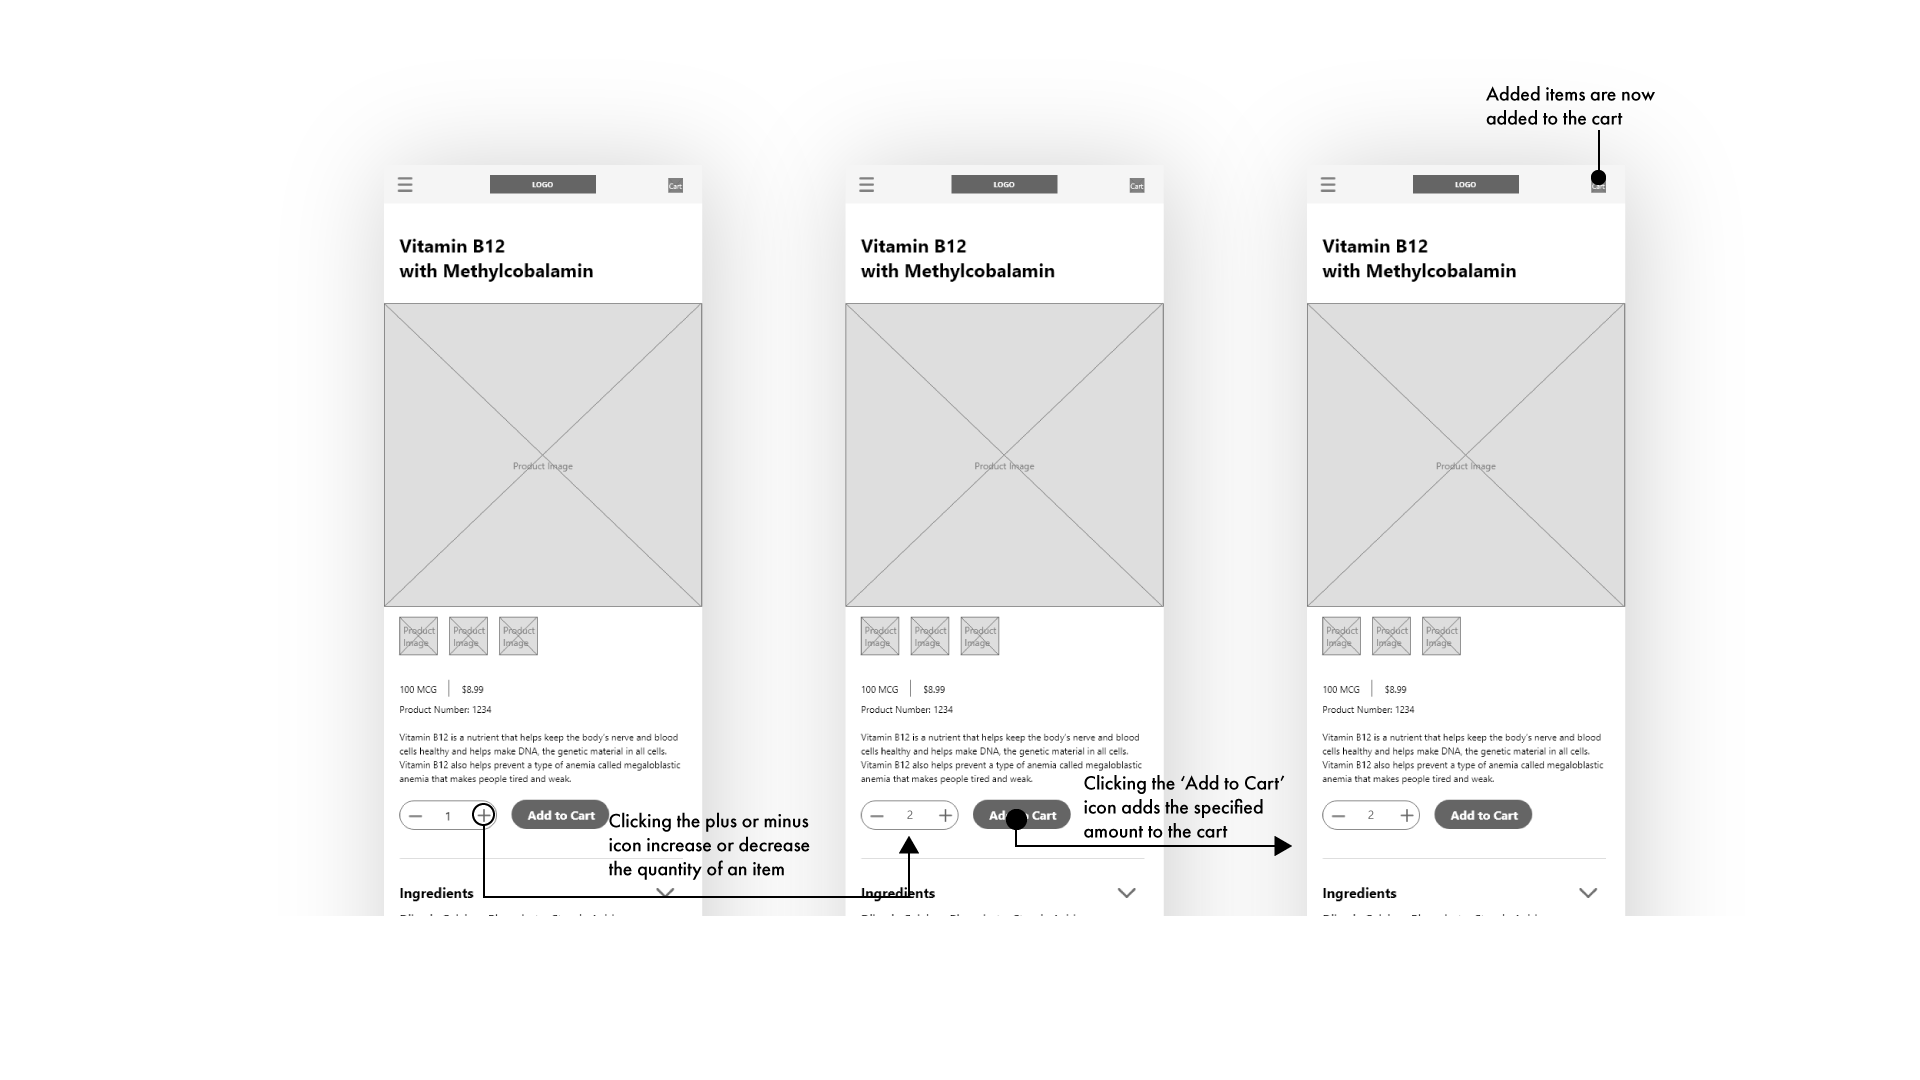 Added items are now
added to the cart
LOGO
Cart
Vitamin B12
with Methylcobalamin
Product Image
Product
Image
Product
Image
Product
Image
100 MCG
$8.99
Product Number: 1234
Vitamin B12 is a nutrient that helps keep the body's nerve and blood
cells healthy and helps make DNA, the genetic material in all cells.
Vitamin B12 also helps prevent a type of anemia called megaloblastic
anemia that makes people tired and weak.
1
Add to Cart
Clicking the plus or minus
icon increase or decrease
the quantity of an item
Ingredients
LOGO
Cart
Vitamin B12
with Methylcobalamin
Product Image
Product
Image
Product
Image
Product
Image
100 MCG
$8.99
Product Number: 1234
Vitamin B12 is a nutrient that helps keep the body's nerve and blood
cells healthy and helps make DNA, the genetic material in all cells.
Vitamin B12 also helps prevent a type of anemia called megaloblastic
anemia that makes people tired and weak.
2
Add to Cart
Clicking the ‘Add to Cart’
icon adds the specified
amount to the cart
Ingredients
LOGO
Cart
Vitamin B12
with Methylcobalamin
Product Image
Product
Image
Product
Image
Product
Image
100 MCG
$8.99
Product Number: 1234
Vitamin B12 is a nutrient that helps keep the body's nerve and blood
cells healthy and helps make DNA, the genetic material in all cells.
Vitamin B12 also helps prevent a type of anemia called megaloblastic
anemia that makes people tired and weak.
2
Add to Cart
Ingredients